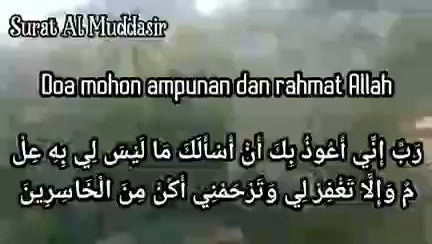 Surat Al Muddasir
Doa mohon ampunan dan rahmat Allah
رَبِّ إِنِّي أَعُوذُ بِكَ أَنْ أَسْأَلَكَ مَا لَيْسَ لِي بِهِ عِلْ
مٌ وَإِلَّا تَغْفِرْ لِي وَتَرْحَمْنِي أَكُنْ مِنَ الْخَاسِرِينَ